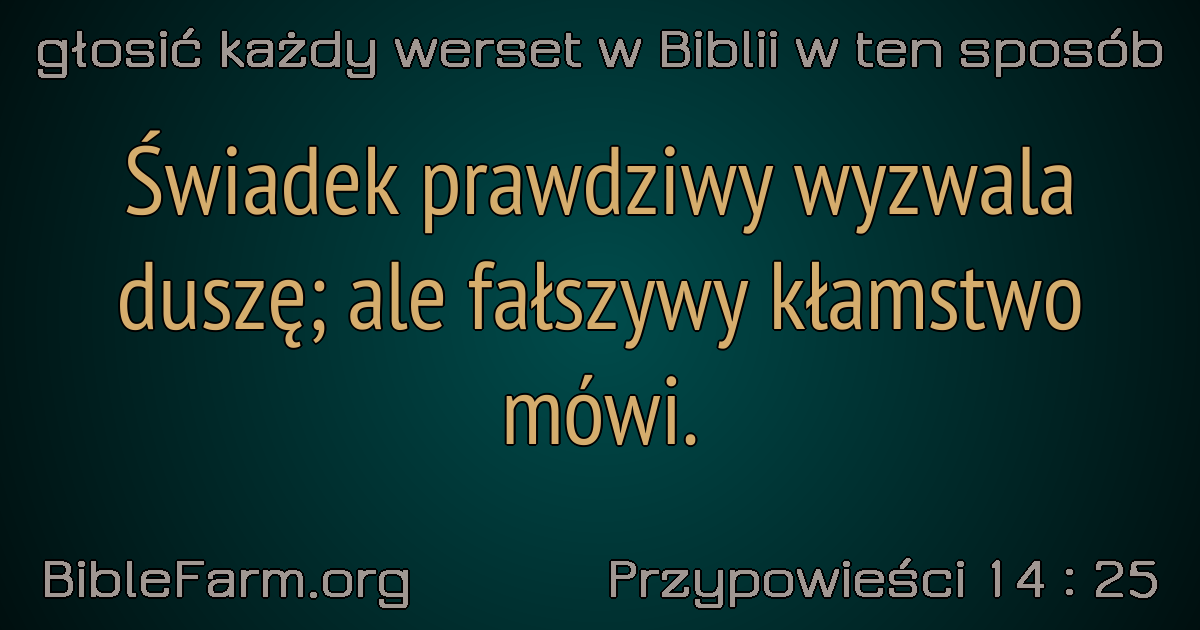 głosić każdy werset w Biblii w ten sposób
Świadek prawdziwy wyzwala
duszę; ale fałszywy kłamstwo
mówi.
BibleFarm.org
Przypowieści 14 : 25